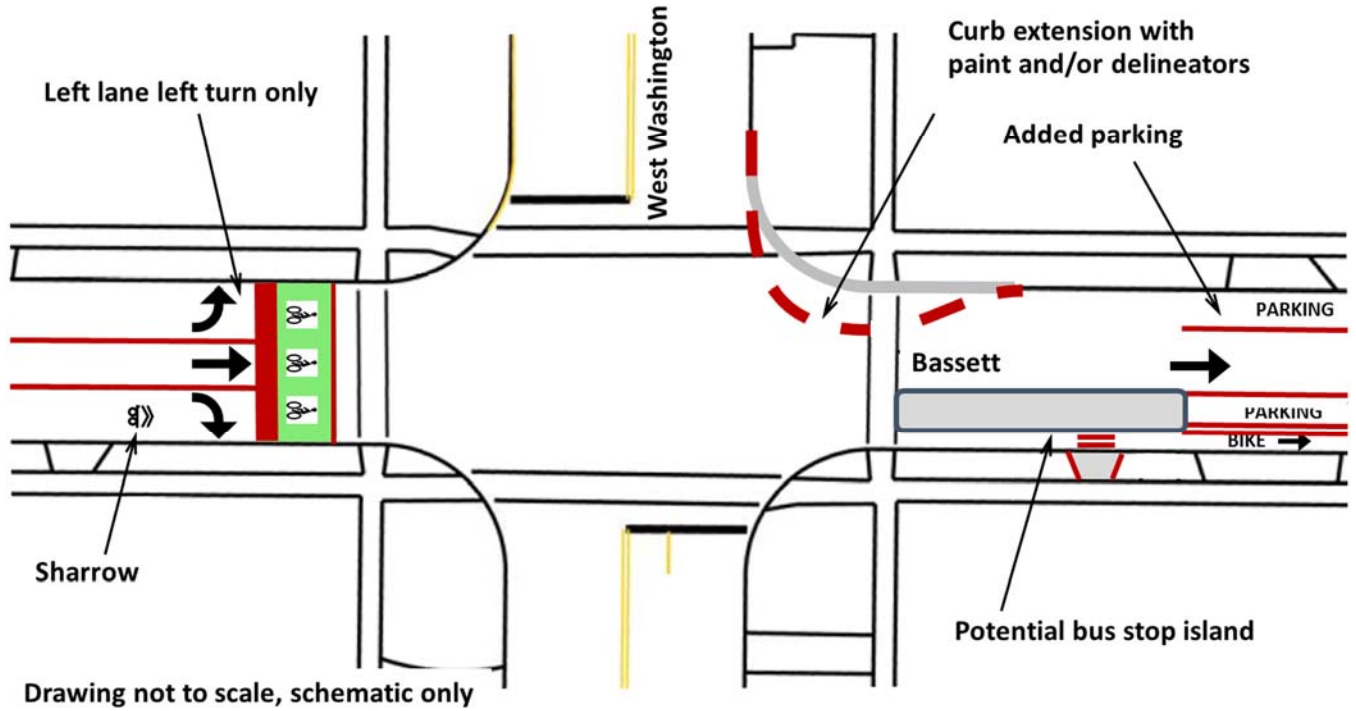 Curb extension with
paint and/or delineators
Left lane left turn only
Added parking
West Washington
PARKING
Bassett
PARKING
BIKE
Sharrow
Potential bus stop island
Drawing not to scale, schematic only